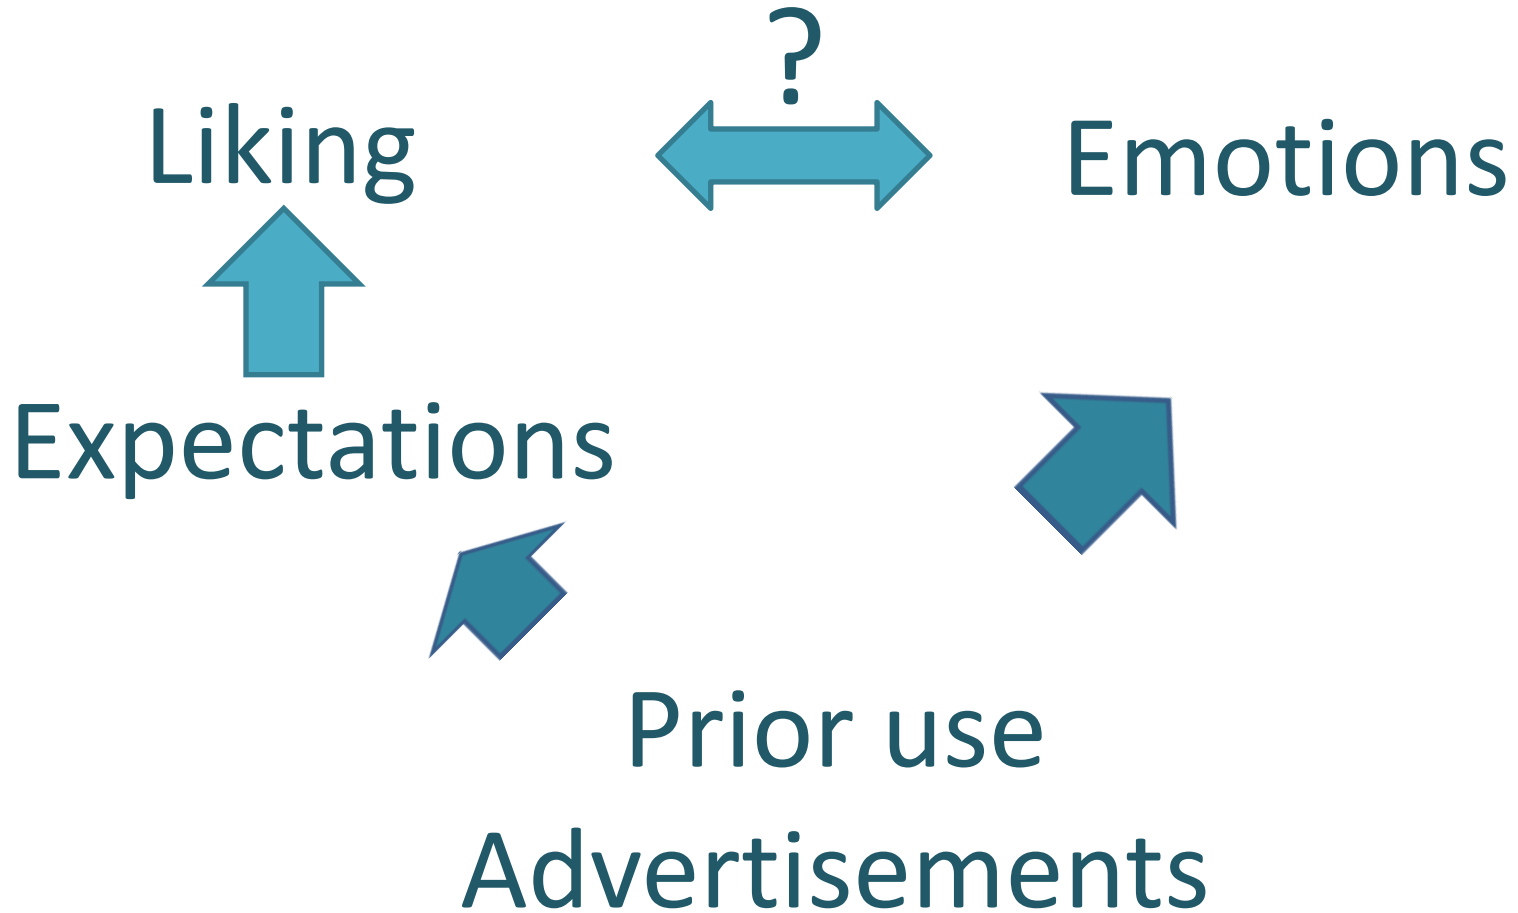 ?
Liking
Emotions
Expectations
Prior use
Advertisements